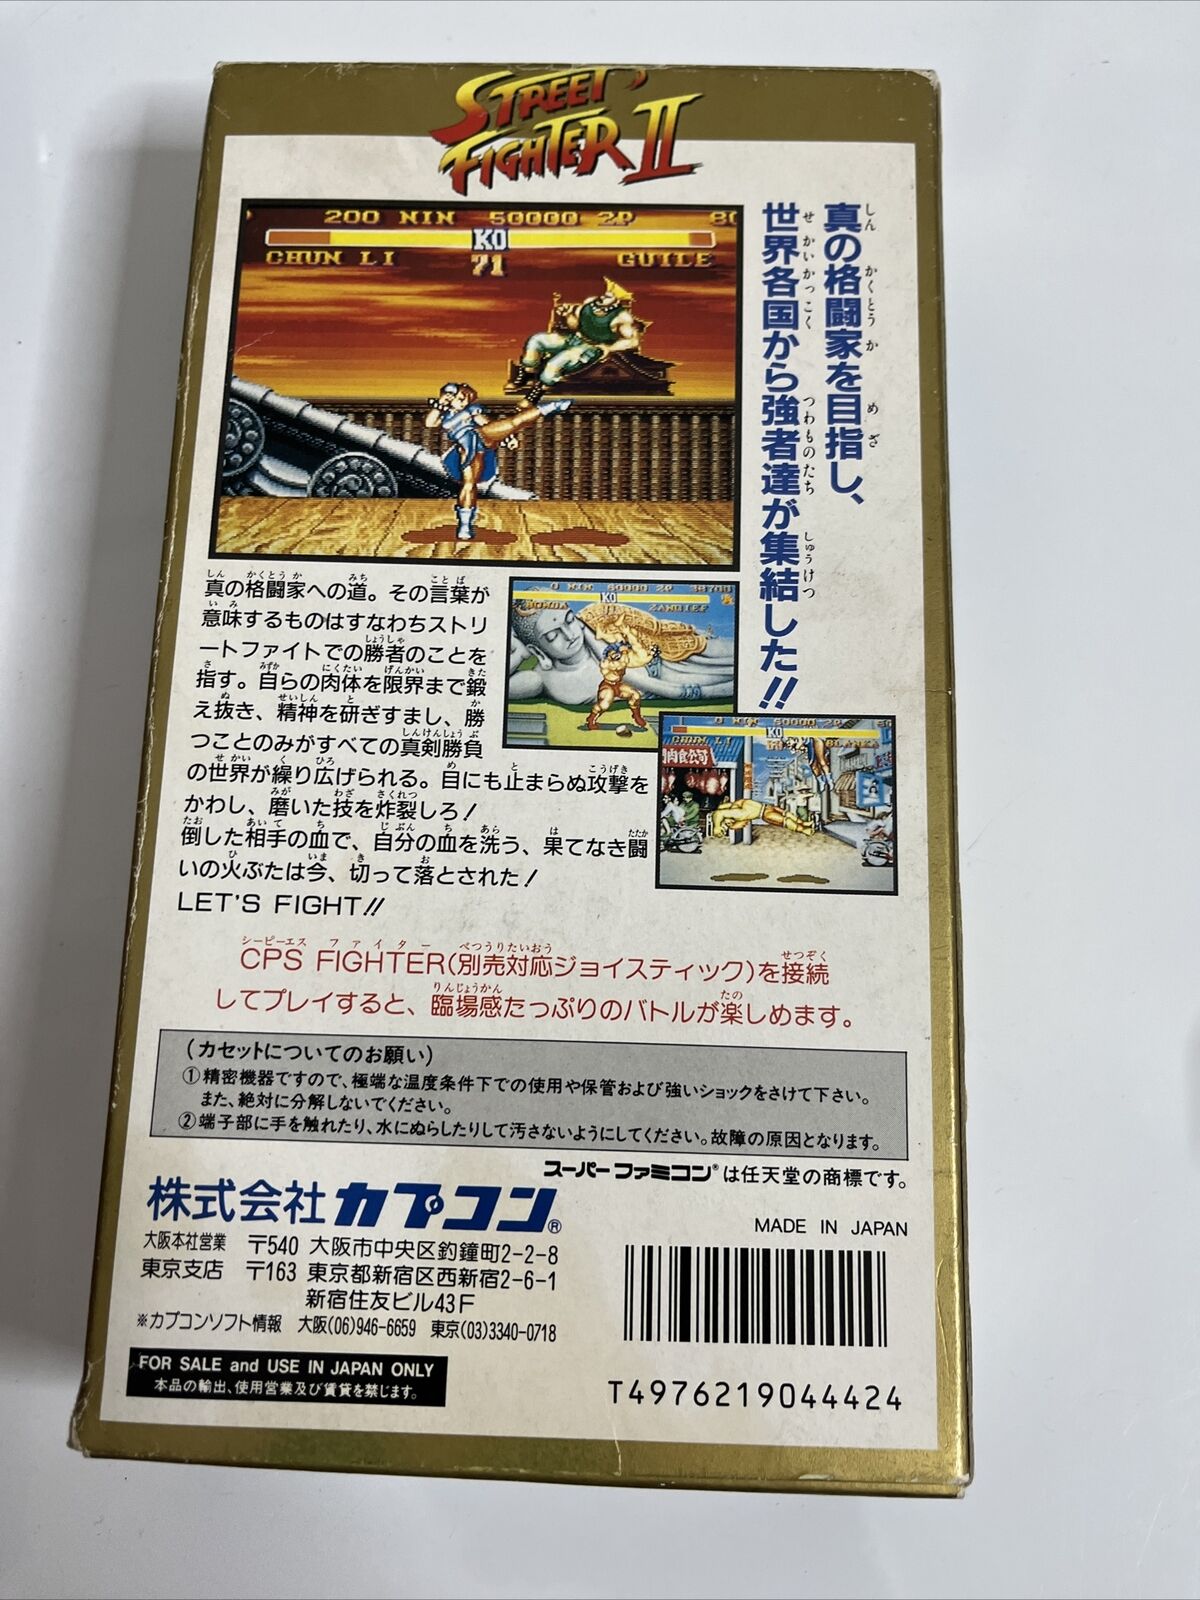 STREET FIGHTER II
真の格闘家を目指し、
世界各国から強者達が集結した!!
200 NIN 50000 2P
KO
CHUN LI 71 GUILE
真の格闘家への道。その言葉が
意味するものはすなわちストリ
ートファイトでの勝者のことを
指す。自らの肉体を限界まで鍛
え抜き、精神を研ぎすまし、勝
つことのみがすべての真剣勝負
の世界が繰り広げられる。目にも止まらぬ攻撃を
かわし、磨いた技を炸裂しろ!
倒した相手の血で、自分の血を洗う、果てなき闘
いの火ぶたは今、切って落とされた!
LET'S FIGHT!!
0 NIN 50000 2P
KO
ZANGIEF
0 NIN 50000 2P
KO
CHUN LI BLANKA
CPS FIGHTER(別売対応ジョイスティック)を接続
してプレイすると、臨場感たっぷりのバトルが楽しめます。
(カセットについてのお願い)
①精密機器ですので、極端な温度条件下での使用や保管および強いショックをさけて下さい。
また、絶対に分解しないでください。
②端子部に手を触れたり、水にぬらしたりして汚さないようにしてください。故障の原因となります。
スーパーファミコン®は任天堂の商標です。
株式会社カプコン®
MADE IN JAPAN
大阪本社営業 〒540 大阪市中央区釣鐘町2-2-8
東京支店 〒163 東京都新宿区西新宿2-6-1
新宿住友ビル43F
※カプコンソフト情報 大阪(06)946-6659 東京(03)3340-0718
FOR SALE and USE IN JAPAN ONLY
本品の輸出、使用営業及び賃貸を禁じます。
T4976219044424